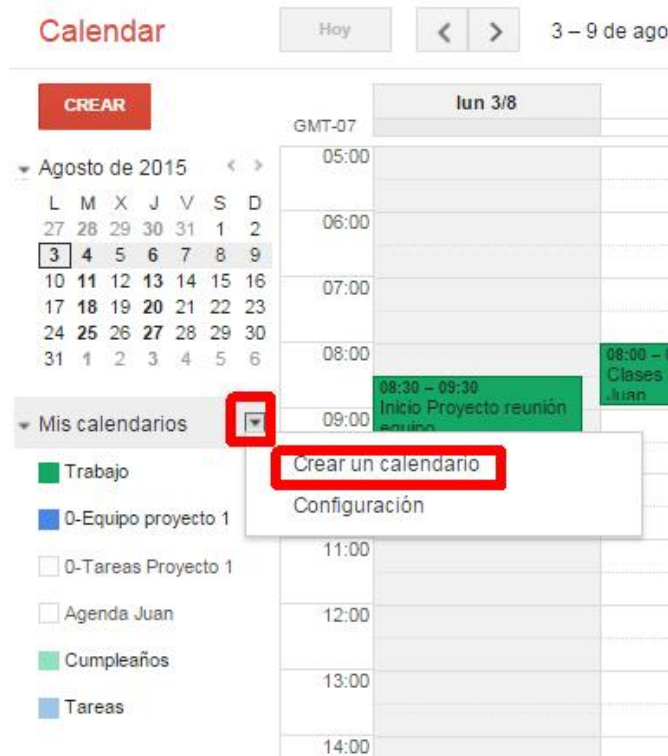 Calendar
Hoy
< >
3 – 9 de ago
CREAR
lun 3/8
GMT-07
Agosto de 2015 < >
L M X J V S D
27 28 29 30 31 1 2
3 4 5 6 7 8 9
10 11 12 13 14 15 16
17 18 19 20 21 22 23
24 25 26 27 28 29 30
31 1 2 3 4 5 6
Mis calendarios
Trabajo
0-Equipo proyecto 1
0-Tareas Proyecto 1
Agenda Juan
Cumpleaños
Tareas
05:00
06:00
07:00
08:00
09:00
11:00
12:00
13:00
14:00
08:30 – 09:30
Inicio Proyecto reunión
equipo
08:00 –
Clases
Juan
Crear un calendario
Configuración